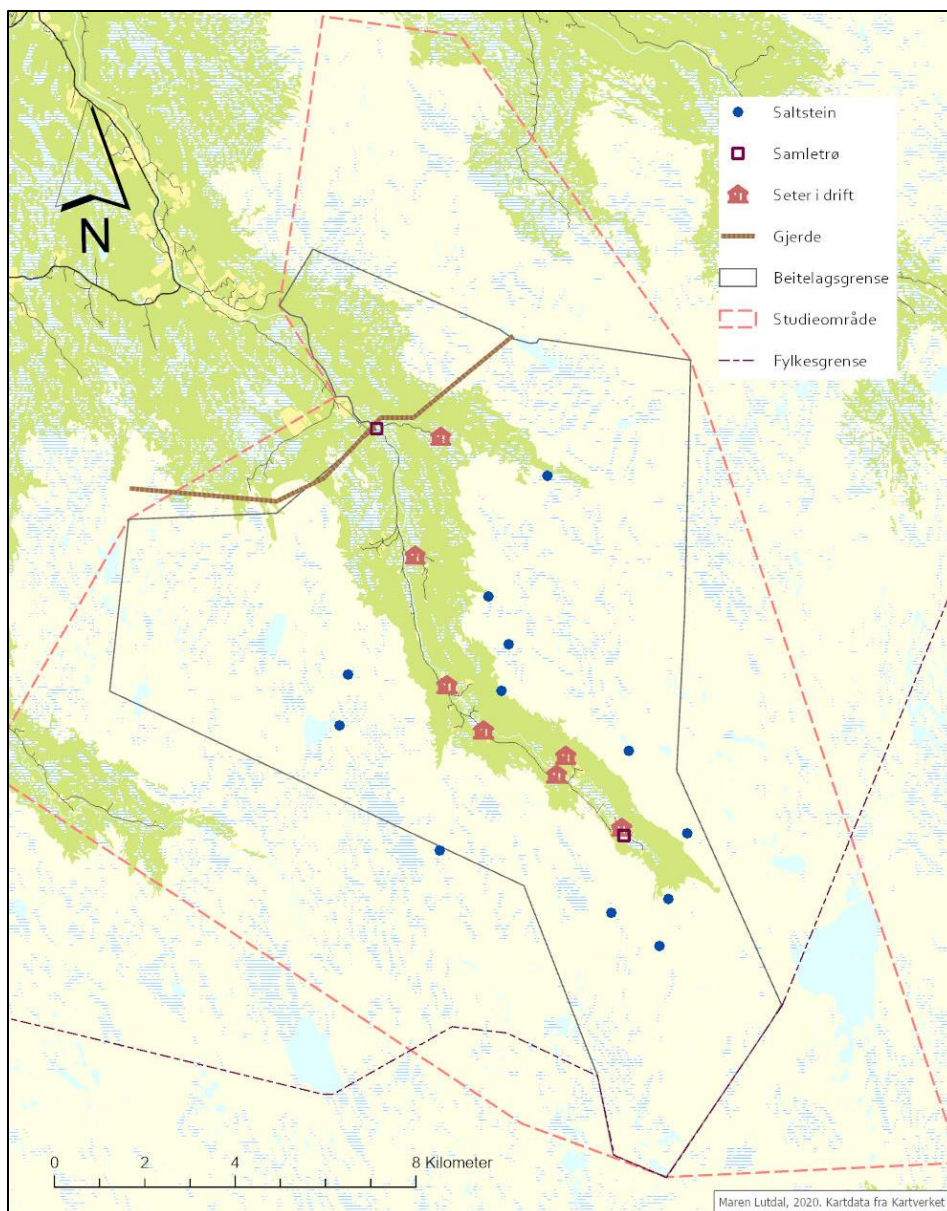 Saltstein
Samletrø
Seter i drift
Gjerde
Beitelagsgrense
Studieområde
Fylkesgrense
N
0 2 4 8 Kilometer
Maren Lutdal, 2020. Kartdata fra Kartverket